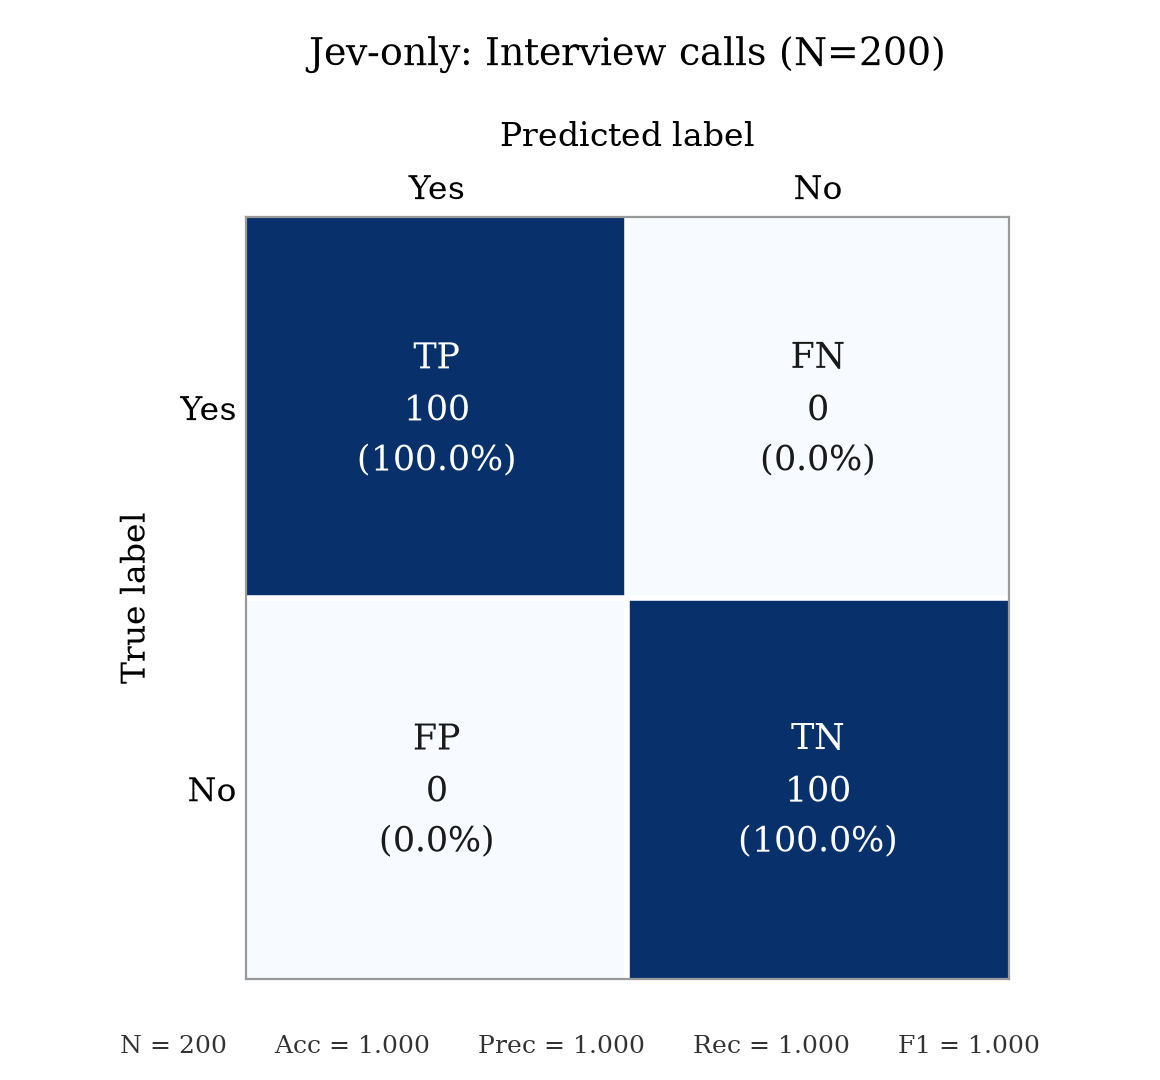 Jev-only: Interview calls (N=200)
Predicted label
Yes No
TP FN
100 0
(100.0%) (0.0%)
Yes
True label
FP TN
0 100
(0.0%) (100.0%)
No
N = 200 Acc = 1.000 Prec = 1.000 Rec = 1.000 F1 = 1.000